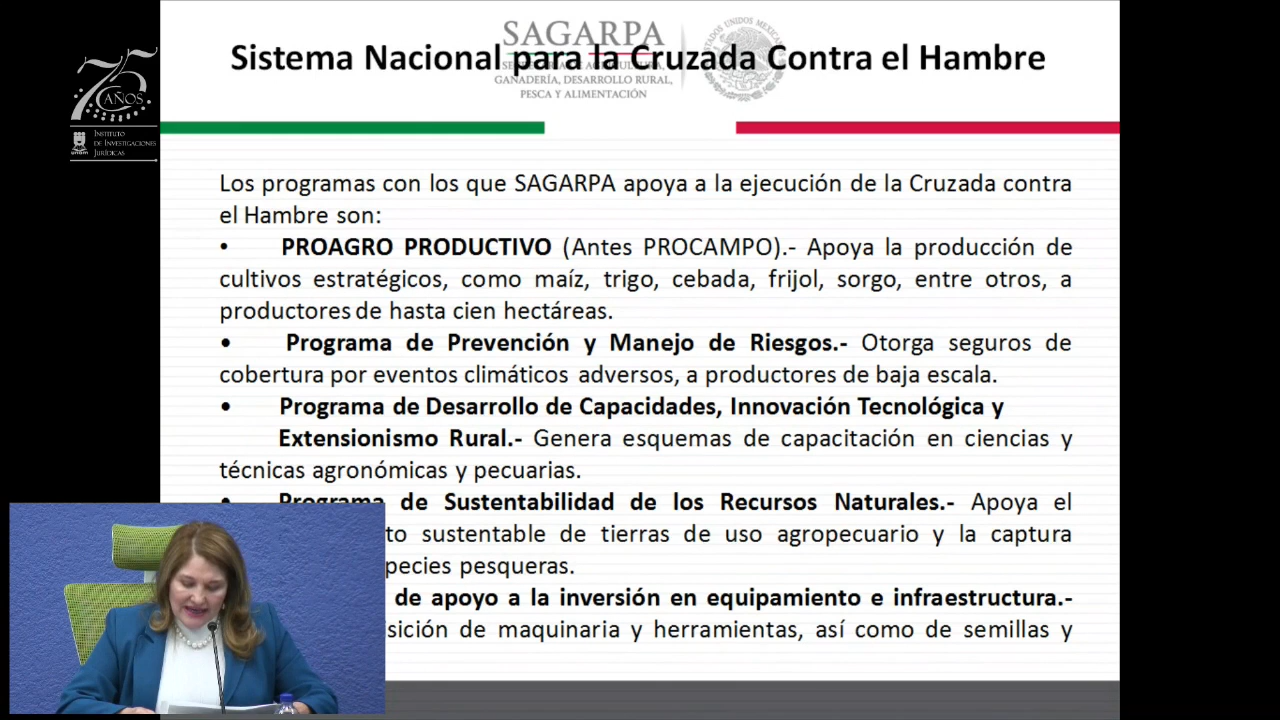 SAGARPA
Sistema Nacional para la Cruzada Contra el Hambre
SECRETARÍA DE AGRICULTURA,
GANADERÍA, DESARROLLO RURAL,
PESCA Y ALIMENTACIÓN
75
AÑOS
INSTITUTO
DE INVESTIGACIONES
JURÍDICAS
UNAM
Los programas con los que SAGARPA apoya a la ejecución de la Cruzada contra
el Hambre son:
• PROAGRO PRODUCTIVO (Antes PROCAMPO).- Apoya la producción de
cultivos estratégicos, como maíz, trigo, cebada, frijol, sorgo, entre otros, a
productores de hasta cien hectáreas.
• Programa de Prevención y Manejo de Riesgos.- Otorga seguros de
cobertura por eventos climáticos adversos, a productores de baja escala.
• Programa de Desarrollo de Capacidades, Innovación Tecnológica y
Extensionismo Rural.- Genera esquemas de capacitación en ciencias y
técnicas agronómicas y pecuarias.
• Programa de Sustentabilidad de los Recursos Naturales.- Apoya el
to sustentable de tierras de uso agropecuario y la captura
pecies pesqueras.
de apoyo a la inversión en equipamiento e infraestructura.-
sición de maquinaria y herramientas, así como de semillas y